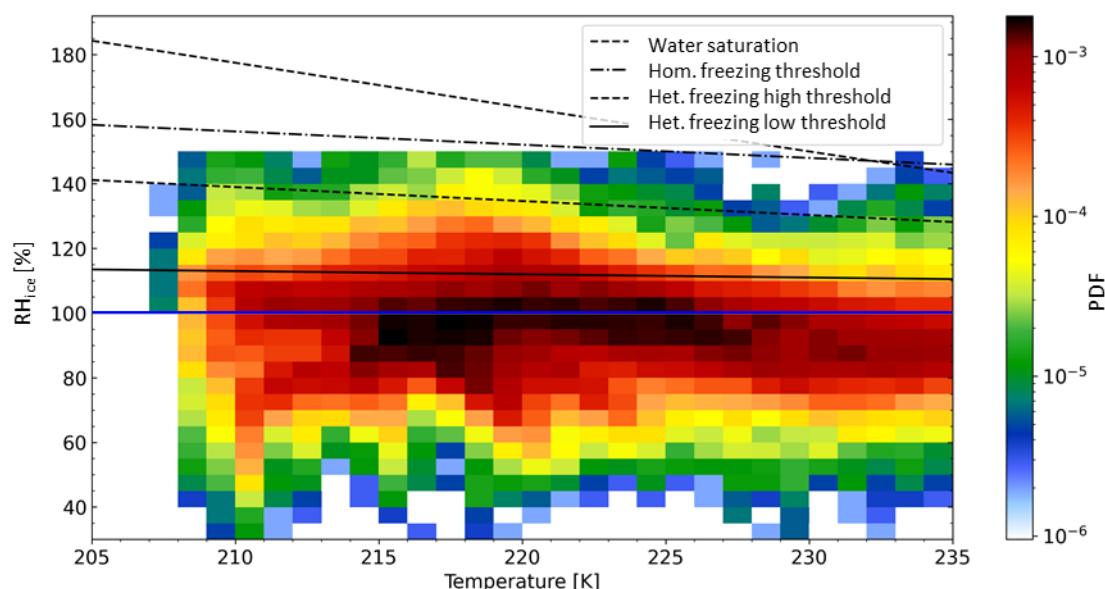 Water saturation
Hom. freezing threshold
Het. freezing high threshold
Het. freezing low threshold
180
160
140
120
100
80
60
40
RHice [%]
205 210 215 220 225 230 235
Temperature [K]
10⁻³
10⁻⁴
10⁻⁵
10⁻⁶
PDF